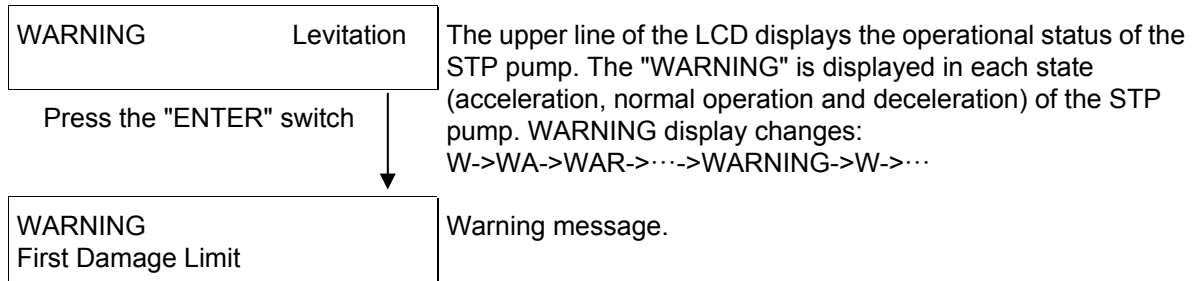 WARNING Levitation
The upper line of the LCD displays the operational status of the
STP pump. The "WARNING" is displayed in each state
(acceleration, normal operation and deceleration) of the STP
pump. WARNING display changes:
W->WA->WAR->⋯->WARNING->W->⋯
Press the "ENTER" switch
WARNING
First Damage Limit
Warning message.